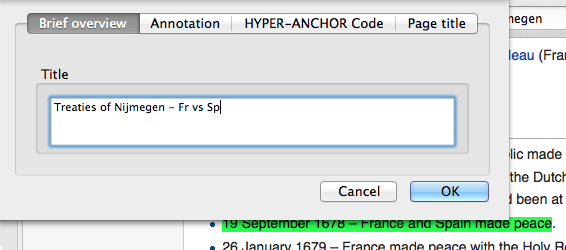 Brief overview Annotation HYPER-ANCHOR Code Page title
megen
leau (Fran
Title
Treaties of Nijmegen – Fr vs Sp
blic made
the Dutch
d been at
Cancel OK
19 September 1678 – France and Spain made peace.
26 January 1679 – France made peace with the Holy Ro